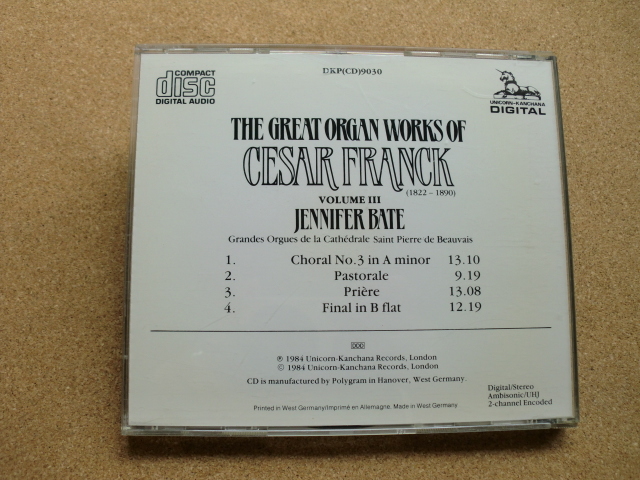 COMPACT
disc
DIGITAL AUDIO
DKP(CD)9030
UNICORN-KANCHANA
DIGITAL
THE GREAT ORGAN WORKS OF
CESAR FRANCK
(1822 – 1890)
VOLUME III
JENNIFER BATE
Grandes Orgues de la Cathédrale Saint Pierre de Beauvais
1. Choral No.3 in A minor 13.10
2. Pastorale 9.19
3. Prière 13.08
4. Final in B flat 12.19
DDD
℗ 1984 Unicorn-Kanchana Records, London
© 1984 Unicorn-Kanchana Records, London
CD is manufactured by Polygram in Hanover, West Germany.
Printed in West Germany/Imprimé en Allemagne. Made in West Germany
Digital/Stereo
Ambisonic/UHJ
2-channel Encoded